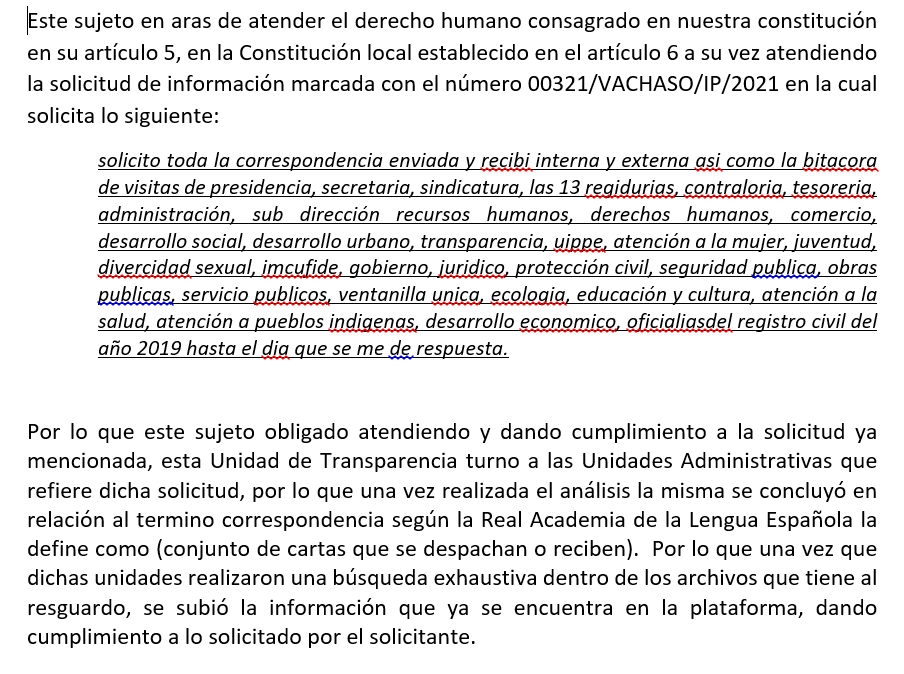 Este sujeto en aras de atender el derecho humano consagrado en nuestra constitución
en su artículo 5, en la Constitución local establecido en el artículo 6 a su vez atendiendo
la solicitud de información marcada con el número 00321/VACHASO/IP/2021 en la cual
solicita lo siguiente:
solicito toda la correspondencia enviada y recibi interna y externa asi como la bitacora
de visitas de presidencia, secretaria, sindicatura, las 13 regidurias, contraloria, tesoreria,
administración, sub dirección recursos humanos, derechos humanos, comercio,
desarrollo social, desarrollo urbano, transparencia, uippe, atención a la mujer, juventud,
divercidad sexual, imcufide, gobierno, juridico, protección civil, seguridad publica, obras
publicas, servicio publicos, ventanilla unica, ecologia, educación y cultura, atención a la
salud, atención a pueblos indigenas, desarrollo economico, oficialiasdel registro civil del
año 2019 hasta el dia que se me de respuesta.
Por lo que este sujeto obligado atendiendo y dando cumplimiento a la solicitud ya
mencionada, esta Unidad de Transparencia turno a las Unidades Administrativas que
refiere dicha solicitud, por lo que una vez realizada el análisis la misma se concluyó en
relación al termino correspondencia según la Real Academia de la Lengua Española la
define como (conjunto de cartas que se despachan o reciben). Por lo que una vez que
dichas unidades realizaron una búsqueda exhaustiva dentro de los archivos que tiene al
resguardo, se subió la información que ya se encuentra en la plataforma, dando
cumplimiento a lo solicitado por el solicitante.